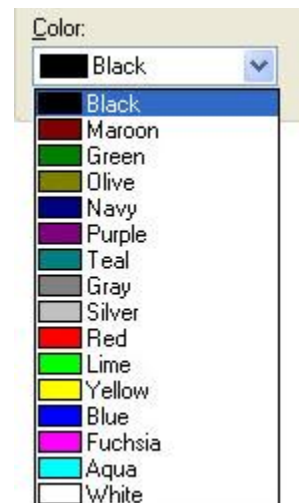 Color:
Black
Black
Maroon
Green
Olive
Navy
Purple
Teal
Gray
Silver
Red
Lime
Yellow
Blue
Fuchsia
Aqua
White